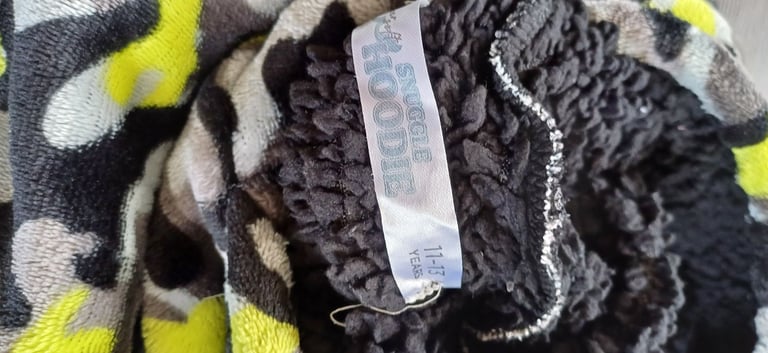 SNUGGLE
HOODIE
11-13
YEARS